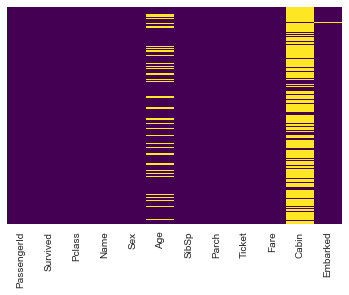 PassengerId
Survived
Pclass
Name
Sex
Age
SibSp
Parch
Ticket
Fare
Cabin
Embarked